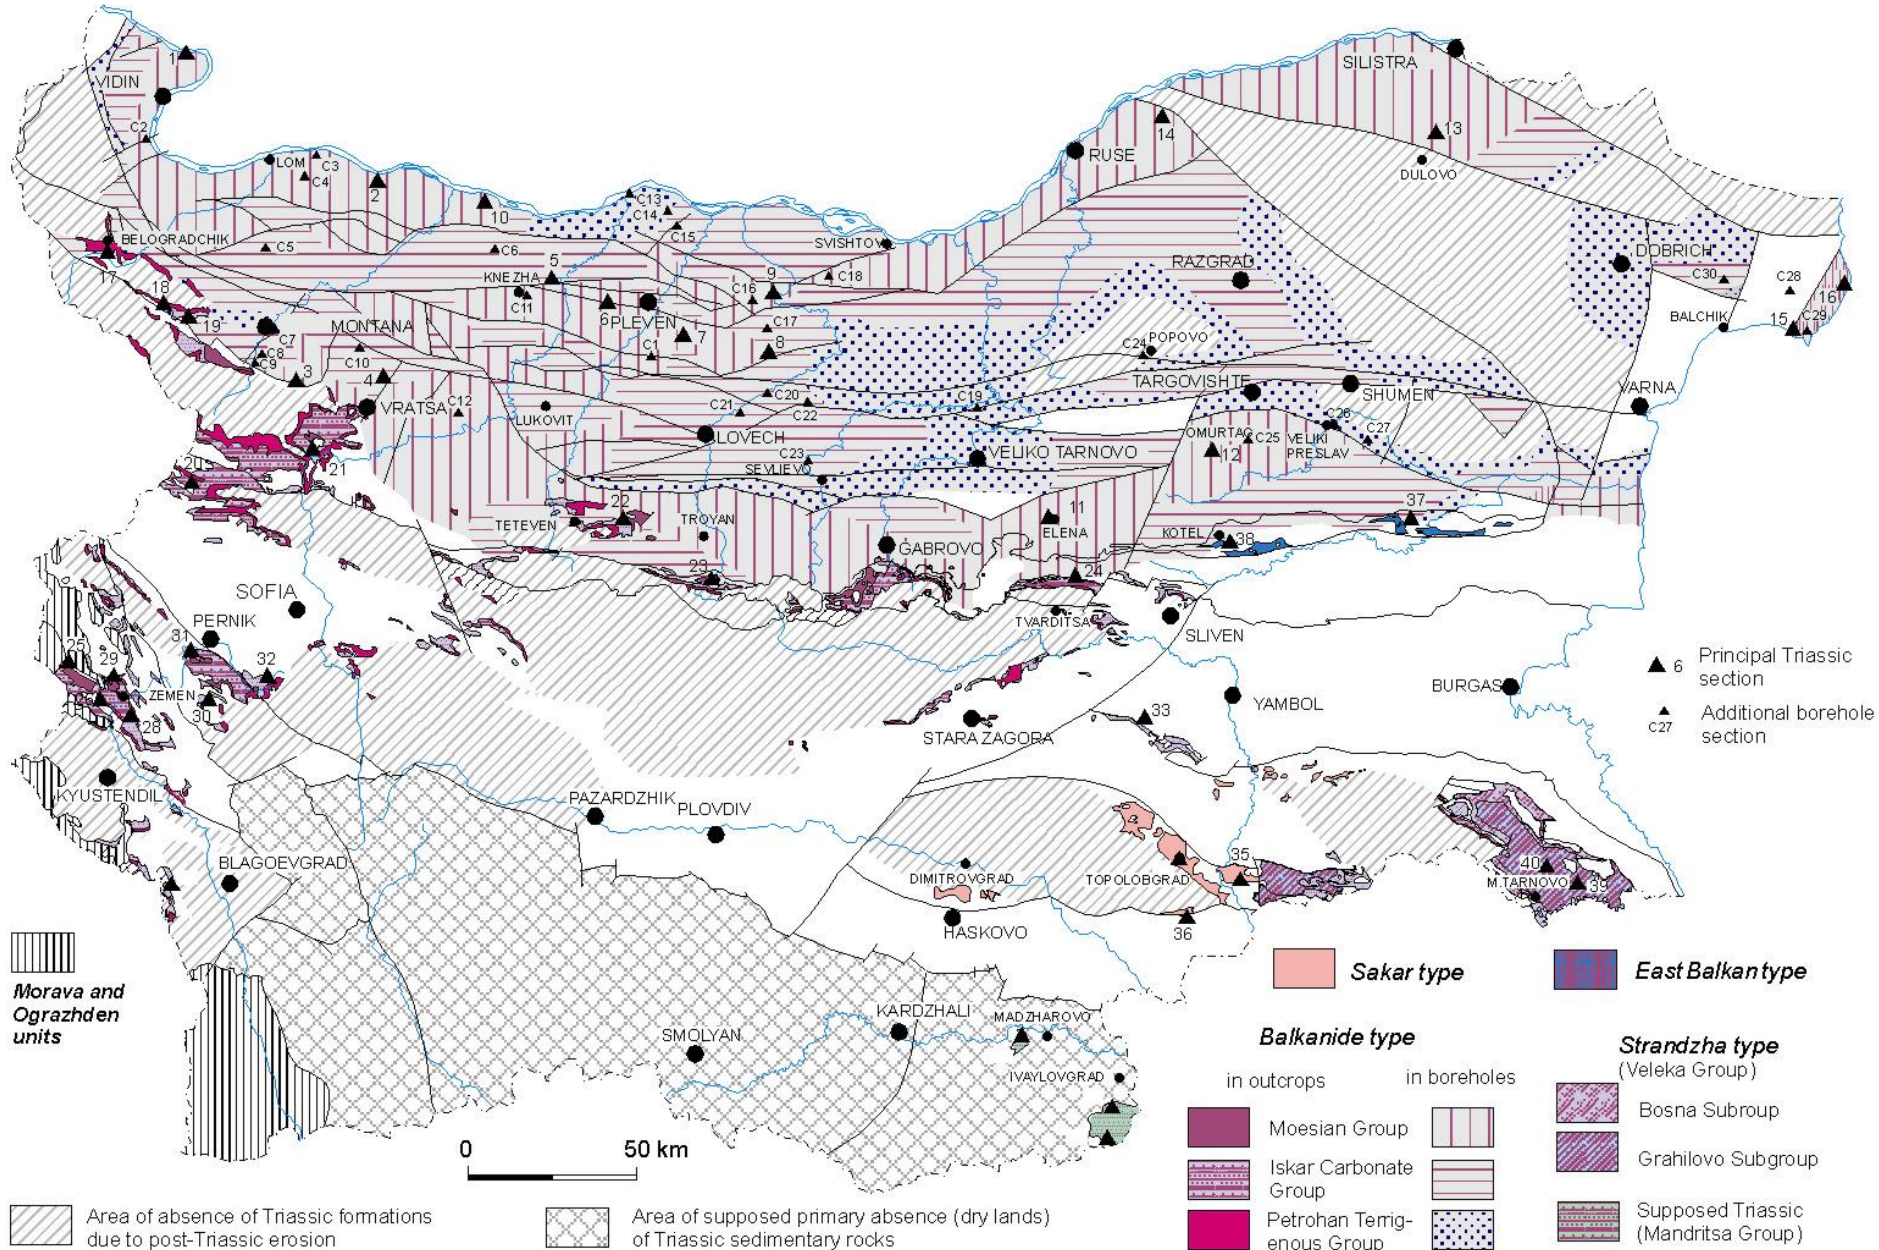 1
VIDIN
SILISTRA
13
14
C2
LOM
C3
C4
2
RUSE
DULOVO
10
C13
C14
C15
BELOGRADCHIK
C5
C6
SVISHTOV
17
KNEZHA
5
C11
9
C16
C18
RAZGRAD
DOBRICH
C30
C28
16
18
19
MONTANA
6
PLEVEN
7
C17
BALCHIK
15
C29
C7
C8
C9
C10
C1
8
C24
POPOVO
3
4
TARGOVISHTE
SHUMEN
VARNA
VRATSA
C12
LUKOVIT
C20
C21
C22
C19
LOVECH
OMURTAG
C25
C26
VELIKI
PRESLAV
C27
12
20
21
C23
SEVLIEVO
VELIKO TARNOVO
22
TETEVEN
TROYAN
11
ELENA
37
KOTEL
38
GABROVO
23
24
SOFIA
PERNIK
TVARDITSA
SLIVEN
25
29
31
32
ZEMEN
30
28
YAMBOL
BURGAS
33
STARA ZAGORA
6
Principal Triassic
section
C27
Additional borehole
section
KYUSTENDIL
PAZARDZHIK
PLOVDIV
BLAGOEVGRAD
DIMITROVGRAD
TOPOLOBGRAD
35
40
M.TARNOVO
39
HASKOVO
36
Morava and
Ograzhden
units
Sakar type
East Balkan type
KARDZHALI
MADZHAROVO
SMOLYAN
IVAYLOVGRAD
Balkanide type
in outcrops
in boreholes
Moesian Group
Iskar Carbonate
Group
Petrohan Terrig-
enous Group
Strandzha type
(Veleka Group)
Bosna Subroup
Grahilovo Subgroup
Supposed Triassic
(Mandritsa Group)
0
50 km
Area of absence of Triassic formations
due to post-Triassic erosion
Area of supposed primary absence (dry lands)
of Triassic sedimentary rocks